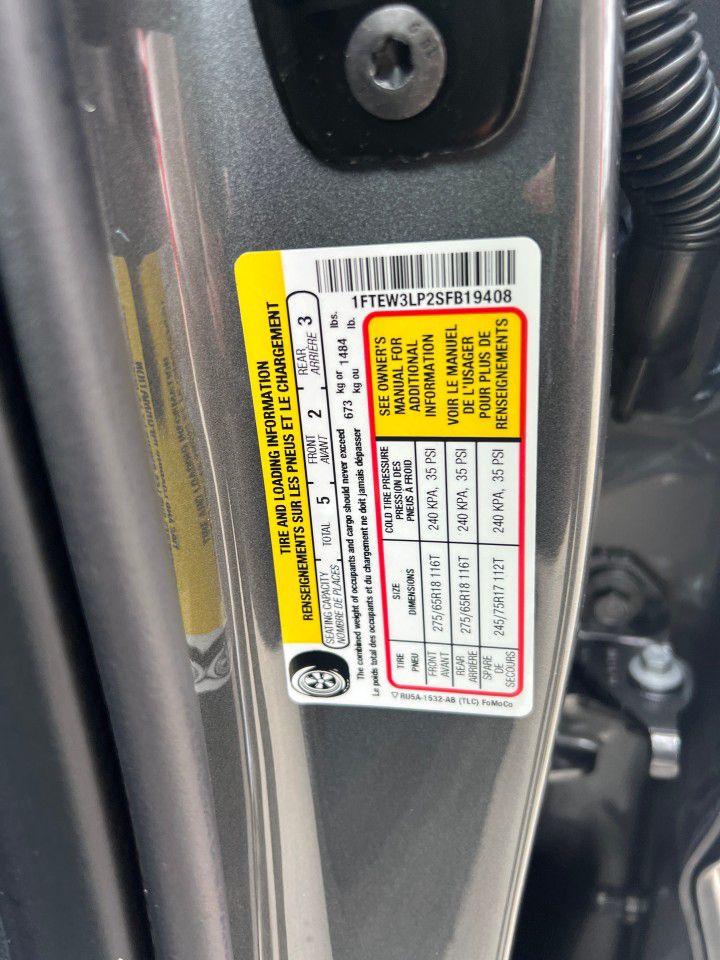 1FTEW3LP2SFB19408
TIRE AND LOADING INFORMATION
RENSEIGNEMENTS SUR LES PNEUS ET LE CHARGEMENT
SEATING CAPACITY TOTAL 5 FRONT 2 REAR 3
NOMBRE DE PLACES AVANT ARRIÈRE
The combined weight of occupants and cargo should never exceed 673 kg or 1484 lbs.
Le poids total des occupants et du chargement ne doit jamais dépasser kg ou lb.
TIRE SIZE COLD TIRE PRESSURE
PNEU DIMENSIONS PRESSION DES
PNEUS À FROID
FRONT 275/65R18 116T 240 KPA, 35 PSI
AVANT
REAR 275/65R18 116T 240 KPA, 35 PSI
ARRIÈRE
SPARE 245/75R17 112T 240 KPA, 35 PSI
DE
SECOURS
SEE OWNER'S
MANUAL FOR
ADDITIONAL
INFORMATION
VOIR LE MANUEL
DE L'USAGER
POUR PLUS DE
RENSEIGNEMENTS
RU5A-1532-AB (TLC) FoMoCo